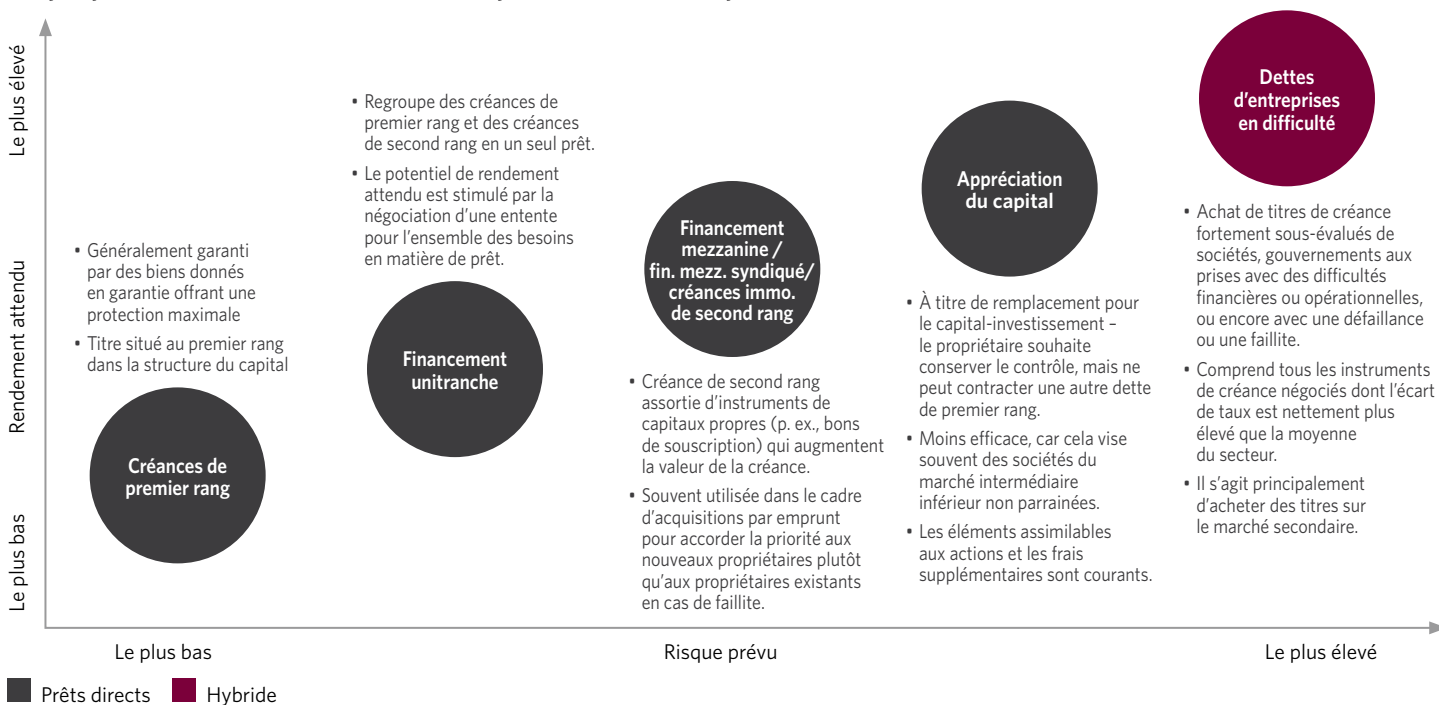 Le plus élevé
Rendement attendu
Le plus bas
• Généralement garanti
par des biens donnés
en garantie offrant une
protection maximale
• Titre situé au premier rang
dans la structure du capital
Créances de
premier rang
• Regroupe des créances de
premier rang et des créances
de second rang en un seul prêt.
• Le potentiel de rendement
attendu est stimulé par la
négociation d’une entente
pour l’ensemble des besoins
en matière de prêt.
Financement
unitranche
Financement
mezzanine /
fin. mezz. syndiqué/
créances immo.
de second rang
• Créance de second rang
assortie d’instruments de
capitaux propres (p. ex., bons
de souscription) qui augmentent
la valeur de la créance.
• Souvent utilisée dans le cadre
d’acquisitions par emprunt
pour accorder la priorité aux
nouveaux propriétaires plutôt
qu’aux propriétaires existants
en cas de faillite.
Appréciation
du capital
• À titre de remplacement pour
le capital-investissement –
le propriétaire souhaite
conserver le contrôle, mais ne
peut contracter une autre dette
de premier rang.
• Moins efficace, car cela vise
souvent des sociétés du
marché intermédiaire
inférieur non parrainées.
• Les éléments assimilables
aux actions et les frais
supplémentaires sont courants.
Dettes
d’entreprises
en difficulté
• Achat de titres de créance
fortement sous-évalués de
sociétés, gouvernements aux
prises avec des difficultés
financières ou opérationnelles,
ou encore avec une défaillance
ou une faillite.
• Comprend tous les instruments
de créance négociés dont l’écart
de taux est nettement plus
élevé que la moyenne
du secteur.
• Il s’agit principalement
d’acheter des titres sur
le marché secondaire.
Le plus bas
Risque prévu
Le plus élevé
Prêts directs
Hybride